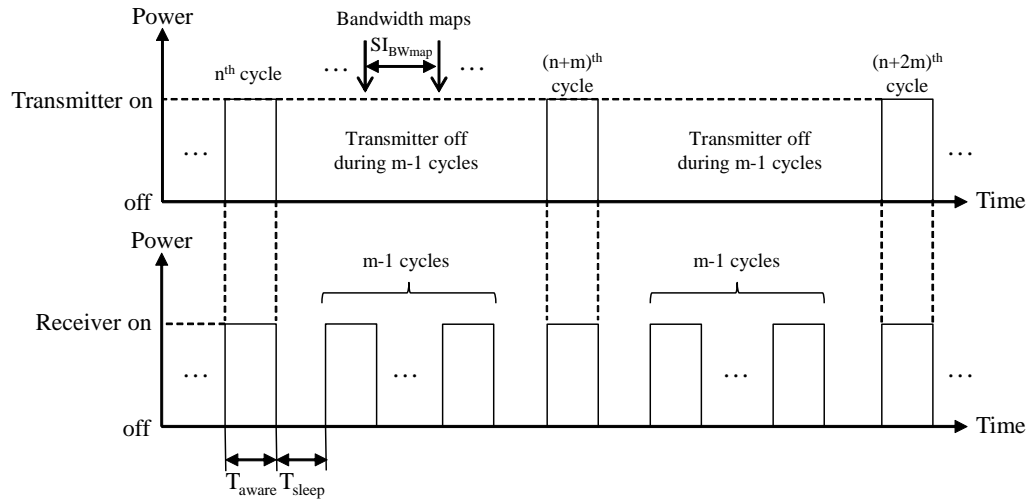 Power
Bandwidth maps
SI_BWmap
… …
nth cycle
(n+m)th
cycle
(n+2m)th
cycle
Transmitter on
Transmitter off
during m-1 cycles
Transmitter off
during m-1 cycles
… …
off
Time
Power
m-1 cycles
m-1 cycles
Receiver on
… … … …
off
Time
T_aware
T_sleep